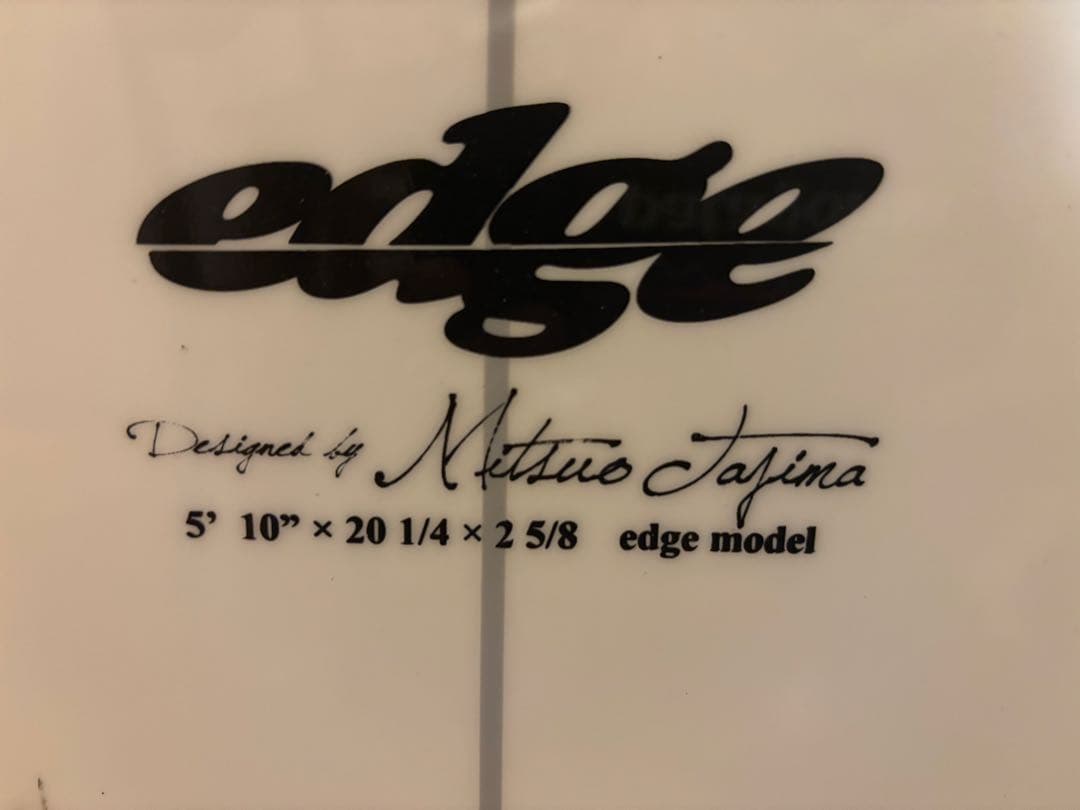 edge
Designed by Mitsuo Tajima
5’ 10” × 20 1/4 × 2 5/8 edge model